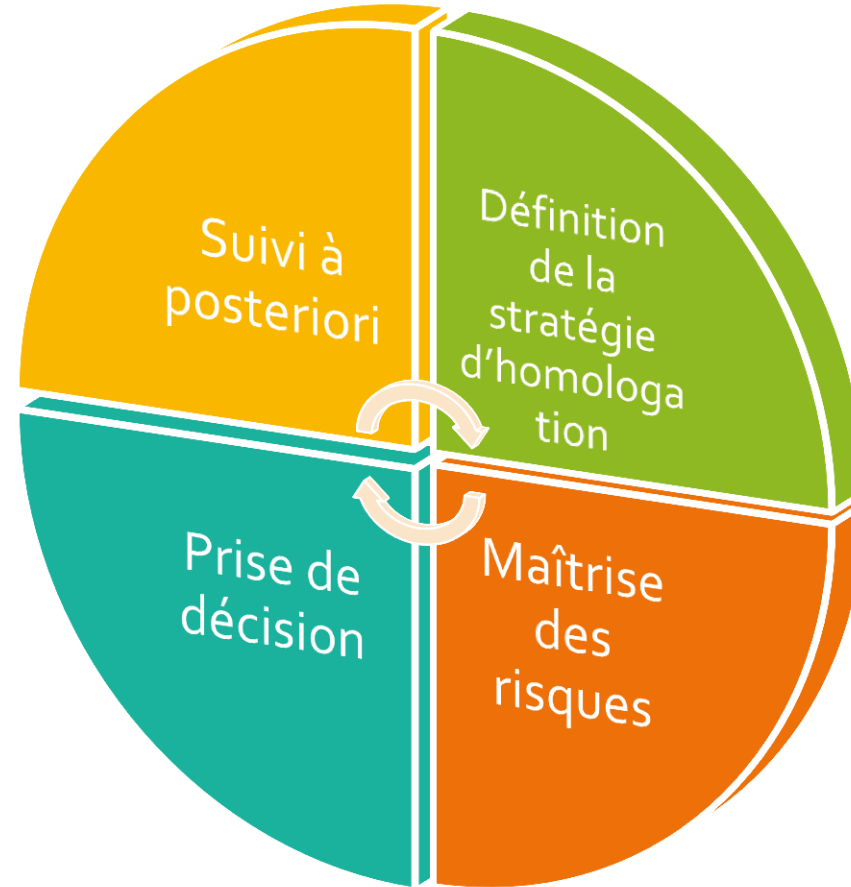 Suivi à
posteriori
Définition
de la
stratégie
d'homologa
tion
Prise de
décision
Maîtrise
des
risques